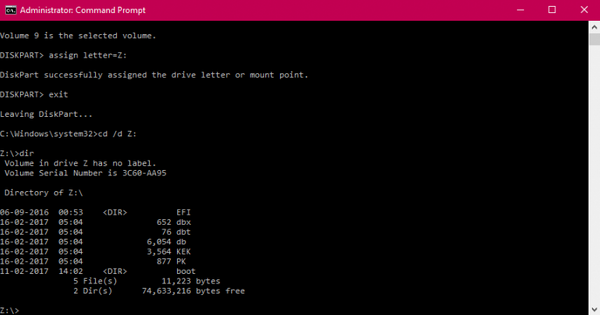 Administrator: Command Prompt
Volume 9 is the selected volume.
DISKPART> assign letter=Z:
DiskPart successfully assigned the drive letter or mount point.
DISKPART> exit
Leaving DiskPart...
C:\Windows\system32>cd /d Z:
Z:\>dir
Volume in drive Z has no label.
Volume Serial Number is 3C60-AA95
Directory of Z:\
06-09-2016  00:53    <DIR>          EFI
16-02-2017  05:04               652 dbx
16-02-2017  05:04                76 dbt
16-02-2017  05:04             6,054 db
16-02-2017  05:04             3,564 KEK
16-02-2017  05:04               877 PK
11-02-2017  14:02    <DIR>          boot
5 File(s)         11,223 bytes
2 Dir(s)      74,633,216 bytes free
Z:\>